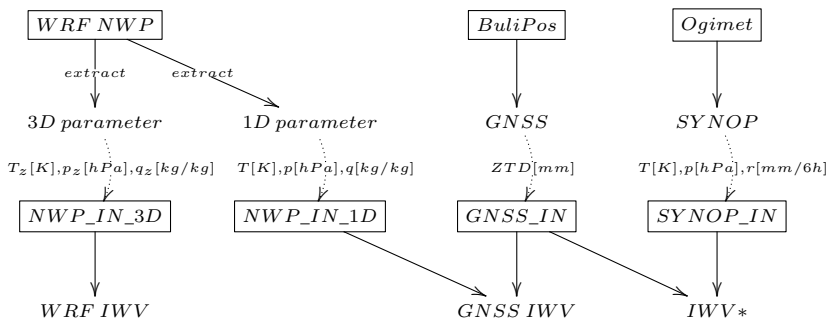 WRF NWP BuliPos Ogimet
extract extract
3D parameter 1D parameter GNSS SYNOP
T_z[K],p_z[hPa],q_z[kg/kg] T[K],p[hPa],q[kg/kg] ZTD[mm] T[K],p[hPa],r[mm/6h]
NWP_IN_3D NWP_IN_1D GNSS_IN SYNOP_IN
WRF IWV GNSS IWV IWV*